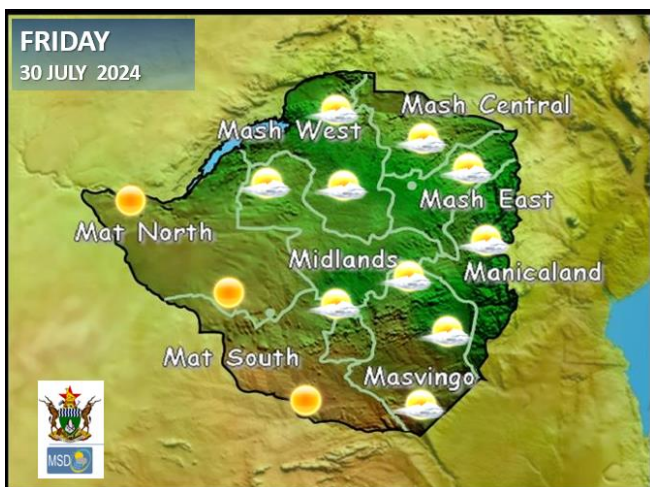 FRIDAY
30 JULY 2024
Mash Central
Mash West
Mash East
Mat North
Midlands
Manicaland
Mat South
Masvingo
MSD